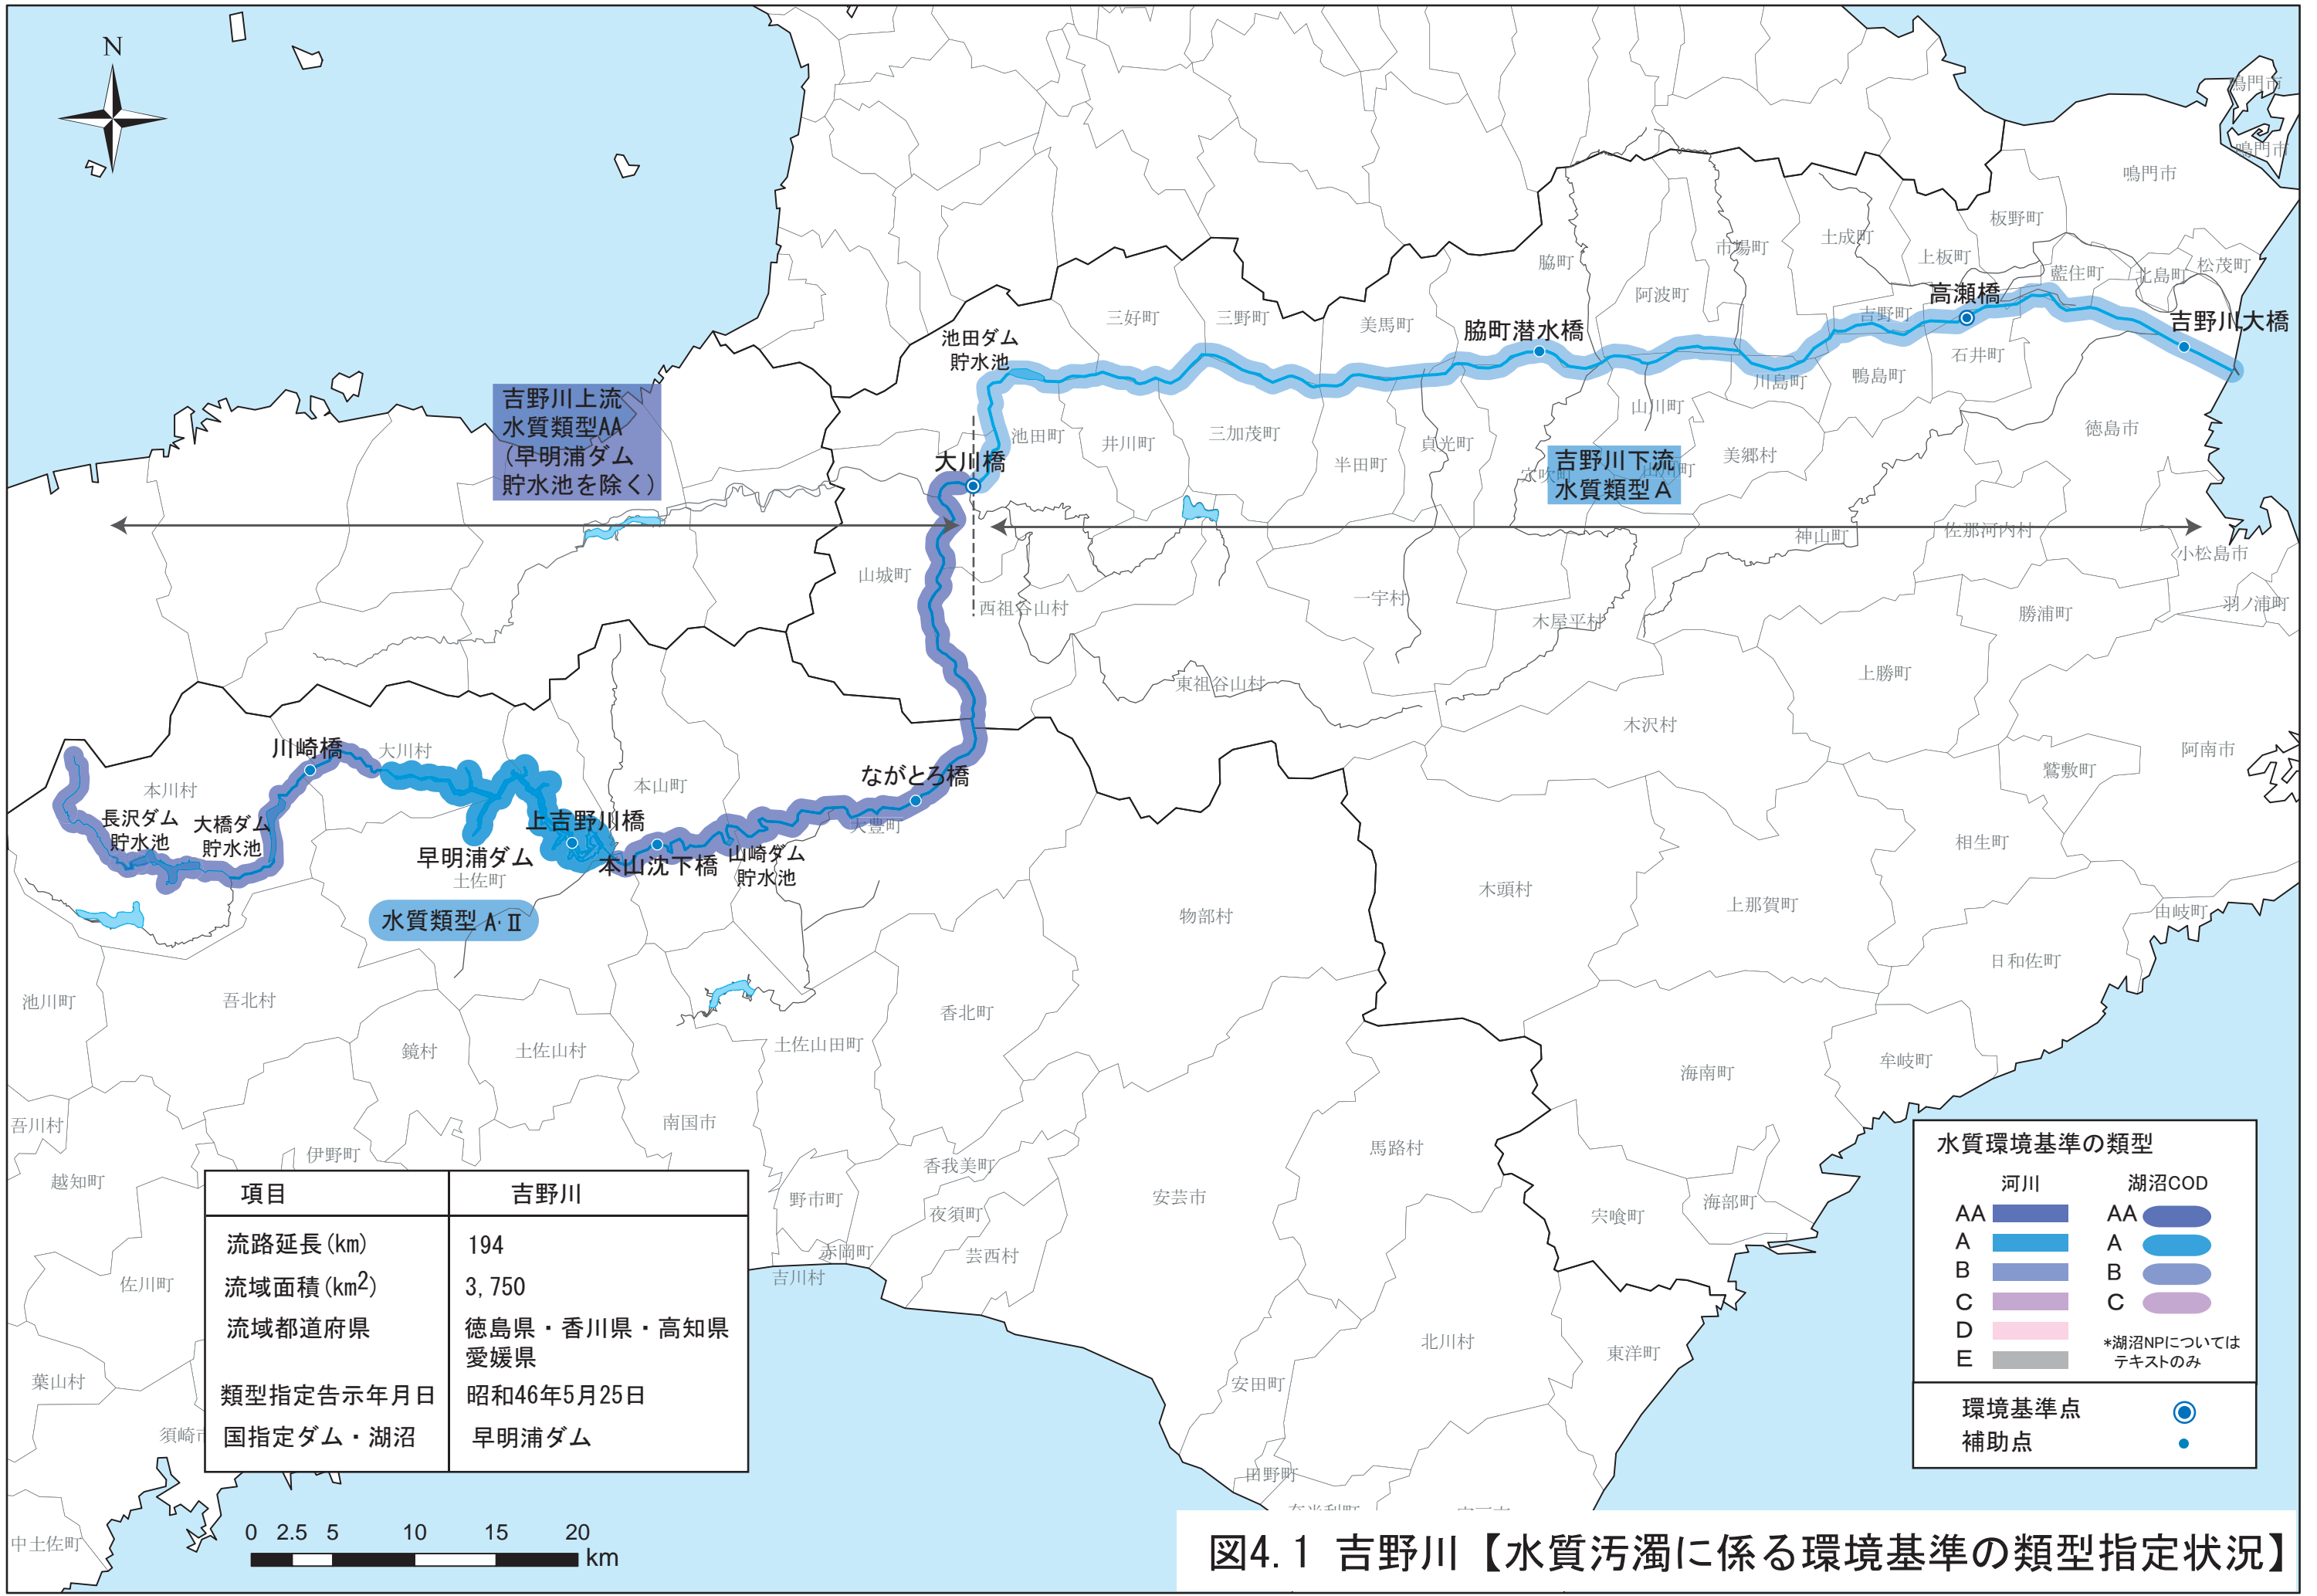 N
鳴門市
鳴門市
鳴門市
板野町
市場町
土成町
上板町
脇町
藍住町
北島町
松茂町
阿波町
高瀬橋
吉野町
三好町
三野町
美馬町
脇町潜水橋
吉野川大橋
池田ダム
貯水池
石井町
鴨島町
川島町
吉野川上流
水質類型AA
(早明浦ダム
貯水池を除く)
山川町
池田町
井川町
三加茂町
貞光町
徳島市
半田町
美郷村
大川橋
穴吹町
山川町
吉野川下流
水質類型A
神山町
佐那河内村
小松島市
山城町
西祖谷山村
一宇村
木屋平村
勝浦町
羽ノ浦町
東祖谷山村
上勝町
木沢村
川崎橋
大川村
阿南市
鷲敷町
本川村
本山町
ながとろ橋
長沢ダム
貯水池
大橋ダム
貯水池
上吉野川橋
大豊町
早明浦ダム
土佐町
本山沈下橋
山崎ダム
貯水池
相生町
水質類型 A・Ⅱ
木頭村
上那賀町
物部村
由岐町
日和佐町
池川町
吾北村
香北町
鏡村
土佐山村
土佐山田町
海南町
牟岐町
吾川村
南国市
伊野町
馬路村
香我美町
越知町
野市町
夜須町
安芸市
宍喰町
海部町
赤岡町
芸西村
吉川村
佐川町
北川村
東洋町
葉山村
安田町
須崎市
田野町
中土佐町
項目 吉野川
流路延長(km) 194
流域面積(km2) 3,750
流域都道府県 徳島県・香川県・高知県
愛媛県
類型指定告示年月日 昭和46年5月25日
国指定ダム・湖沼 早明浦ダム
水質環境基準の類型
河川 湖沼COD
AA AA
A A
B B
C C
D
E
*湖沼NPについては
テキストのみ
環境基準点
補助点
0 2.5 5 10 15 20
km
図4.1 吉野川【水質汚濁に係る環境基準の類型指定状況】